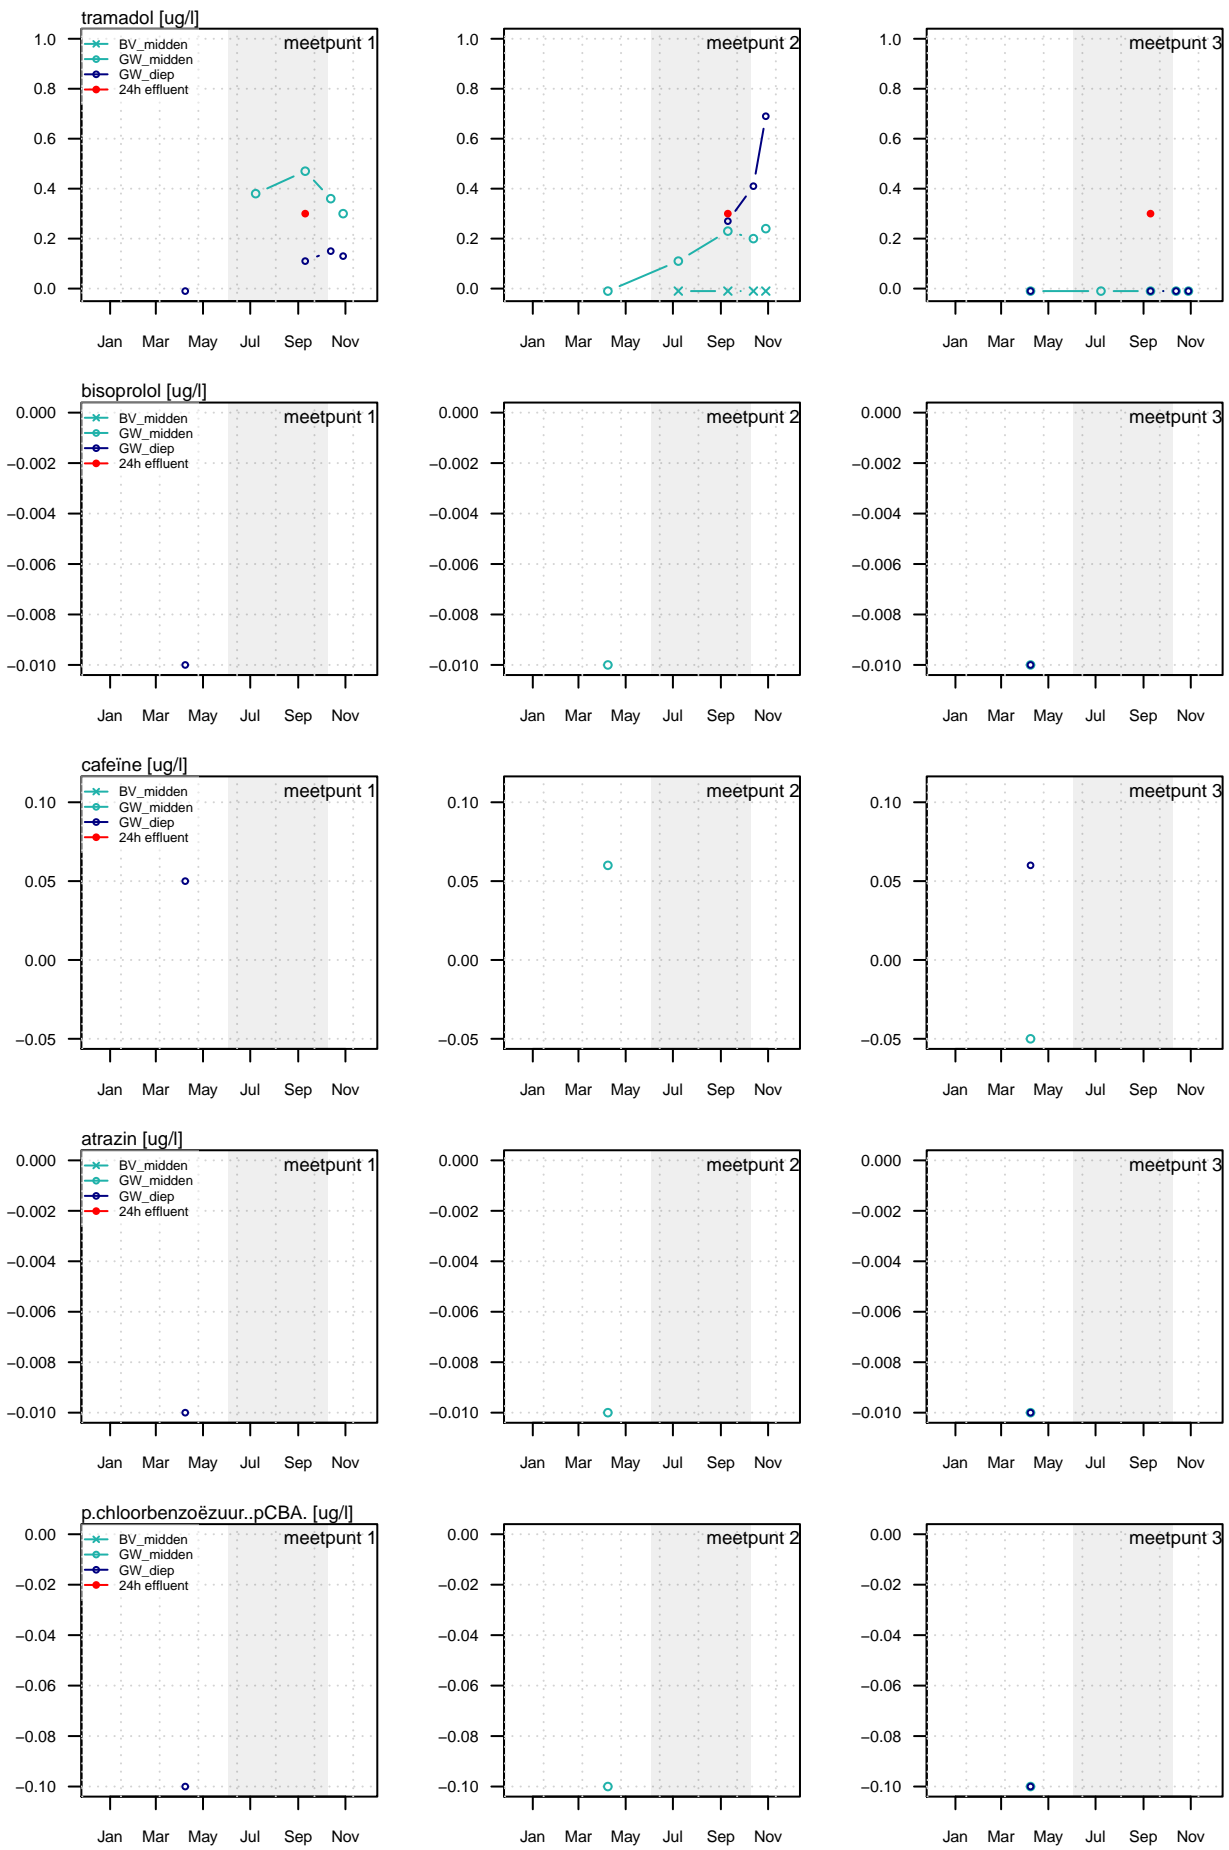 tramadol [ug/l]
1.0
0.8
0.6
0.4
0.2
0.0
BV_midden
GW_midden
GW_diep
24h effluent
meetpunt 1
Jan Mar May Jul Sep Nov
1.0
0.8
0.6
0.4
0.2
0.0
meetpunt 2
Jan Mar May Jul Sep Nov
1.0
0.8
0.6
0.4
0.2
0.0
meetpunt 3
Jan Mar May Jul Sep Nov
bisoprolol [ug/l]
0.000
−0.002
−0.004
−0.006
−0.008
−0.010
BV_midden
GW_midden
GW_diep
24h effluent
meetpunt 1
Jan Mar May Jul Sep Nov
0.000
−0.002
−0.004
−0.006
−0.008
−0.010
meetpunt 2
Jan Mar May Jul Sep Nov
0.000
−0.002
−0.004
−0.006
−0.008
−0.010
meetpunt 3
Jan Mar May Jul Sep Nov
cafeïne [ug/l]
0.10
0.05
0.00
−0.05
BV_midden
GW_midden
GW_diep
24h effluent
meetpunt 1
Jan Mar May Jul Sep Nov
0.10
0.05
0.00
−0.05
meetpunt 2
Jan Mar May Jul Sep Nov
0.10
0.05
0.00
−0.05
meetpunt 3
Jan Mar May Jul Sep Nov
atrazin [ug/l]
0.000
−0.002
−0.004
−0.006
−0.008
−0.010
BV_midden
GW_midden
GW_diep
24h effluent
meetpunt 1
Jan Mar May Jul Sep Nov
0.000
−0.002
−0.004
−0.006
−0.008
−0.010
meetpunt 2
Jan Mar May Jul Sep Nov
0.000
−0.002
−0.004
−0.006
−0.008
−0.010
meetpunt 3
Jan Mar May Jul Sep Nov
p.chloorbenzoëzuur..pCBA. [ug/l]
0.00
−0.02
−0.04
−0.06
−0.08
−0.10
BV_midden
GW_midden
GW_diep
24h effluent
meetpunt 1
Jan Mar May Jul Sep Nov
0.00
−0.02
−0.04
−0.06
−0.08
−0.10
meetpunt 2
Jan Mar May Jul Sep Nov
0.00
−0.02
−0.04
−0.06
−0.08
−0.10
meetpunt 3
Jan Mar May Jul Sep Nov